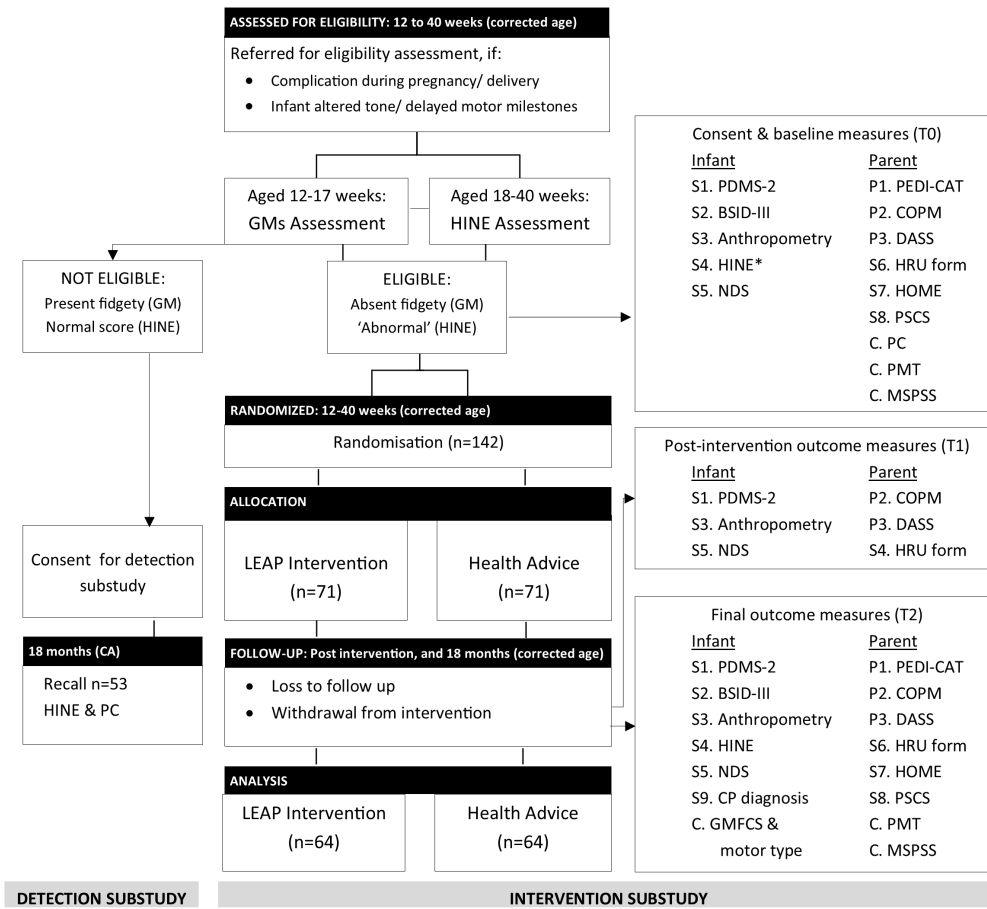 ASSESSED FOR ELIGIBILITY: 12 to 40 weeks (corrected age)
Referred for eligibility assessment, if:
• Complication during pregnancy/ delivery
• Infant altered tone/ delayed motor milestones
Aged 12-17 weeks:
GMs Assessment
Aged 18-40 weeks:
HINE Assessment
NOT ELIGIBLE:
Present fidgety (GM)
Normal score (HINE)
ELIGIBLE:
Absent fidgety (GM)
‘Abnormal’ (HINE)
RANDOMIZED: 12-40 weeks (corrected age)
Randomisation (n=142)
ALLOCATION
LEAP Intervention
(n=71)
Health Advice
(n=71)
Consent for detection
substudy
18 months (CA)
Recall n=53
HINE & PC
FOLLOW-UP: Post intervention, and 18 months (corrected age)
• Loss to follow up
• Withdrawal from intervention
ANALYSIS
LEAP Intervention
(n=64)
Health Advice
(n=64)
Consent & baseline measures (T0)
Infant
S1. PDMS-2
S2. BSID-III
S3. Anthropometry
S4. HINE*
S5. NDS
Parent
P1. PEDI-CAT
P2. COPM
P3. DASS
S6. HRU form
S7. HOME
S8. PSCS
C. PC
C. PMT
C. MSPSS
Post-intervention outcome measures (T1)
Infant
S1. PDMS-2
S3. Anthropometry
S5. NDS
Parent
P2. COPM
P3. DASS
S4. HRU form
Final outcome measures (T2)
Infant
S1. PDMS-2
S2. BSID-III
S3. Anthropometry
S4. HINE
S5. NDS
S9. CP diagnosis
C. GMFCS &
motor type
Parent
P1. PEDI-CAT
P2. COPM
P3. DASS
S6. HRU form
S7. HOME
S8. PSCS
C. PMT
C. MSPSS
DETECTION SUBSTUDY
INTERVENTION SUBSTUDY